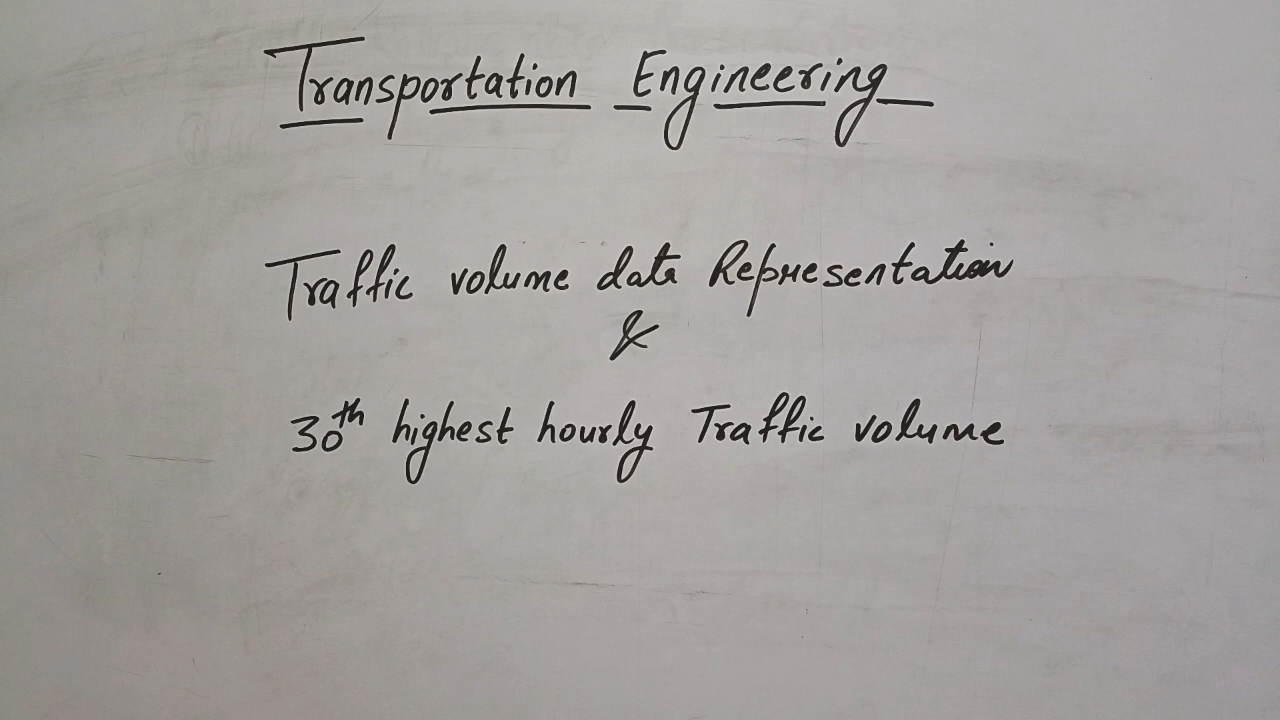 Transportation Engineering
Traffic volume data Representation
&
30th highest hourly Traffic volume